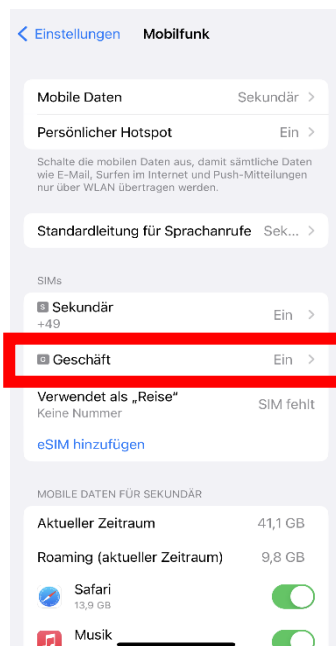 Einstellungen Mobilfunk
Mobile Daten Sekundär
Persönlicher Hotspot Ein
Schalte die mobilen Daten aus, damit sämtliche Daten
wie E-Mail, Surfen im Internet und Push-Mitteilungen
nur über WLAN übertragen werden.
Standardleitung für Sprachanrufe Sek...
SIMs
S Sekundär Ein
+49
G Geschäft Ein
Verwendet als „Reise“ SIM fehlt
Keine Nummer
eSIM hinzufügen
MOBILE DATEN FÜR SEKUNDÄR
Aktueller Zeitraum 41,1 GB
Roaming (aktueller Zeitraum) 9,8 GB
Safari
13,9 GB
Musik